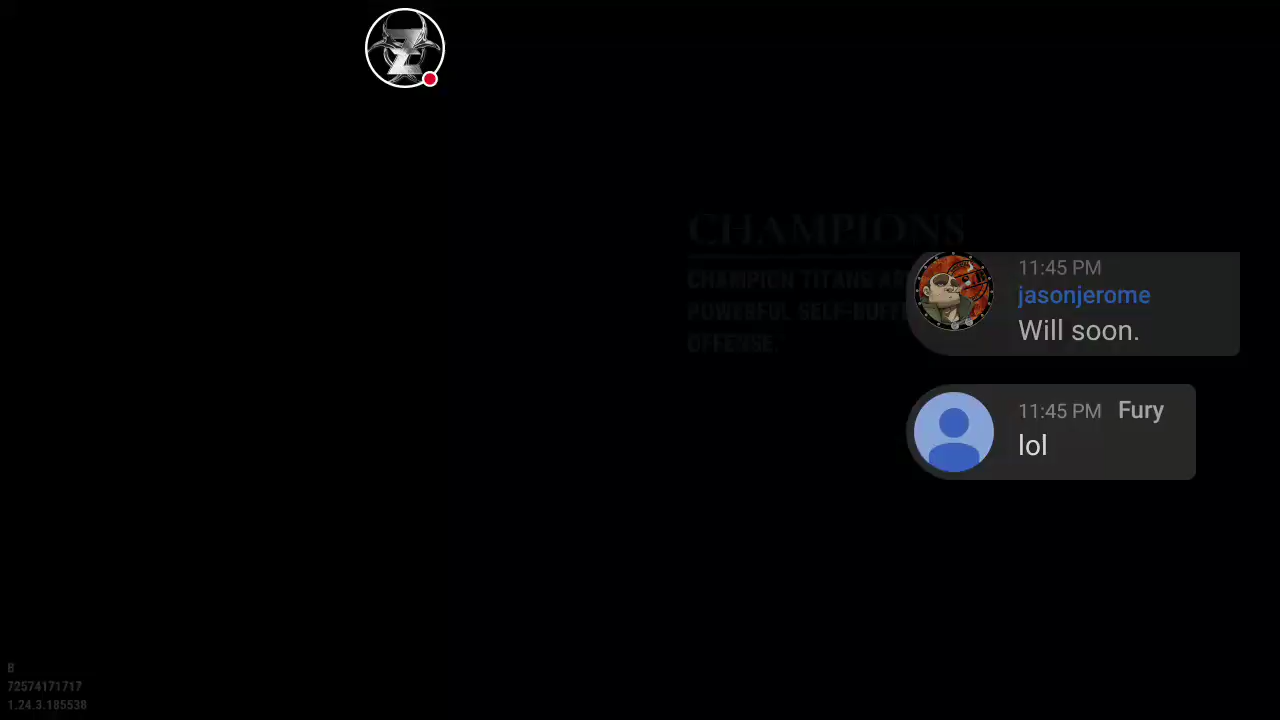 Z
CHAMPIONS
CHAMPION TITANS ARE
POWERFUL SELF-BUFF
OFFENSE.
11:45 PM
jasonjerome
Will soon.
11:45 PM Fury
lol
B
72574171717
1.24.3.185538